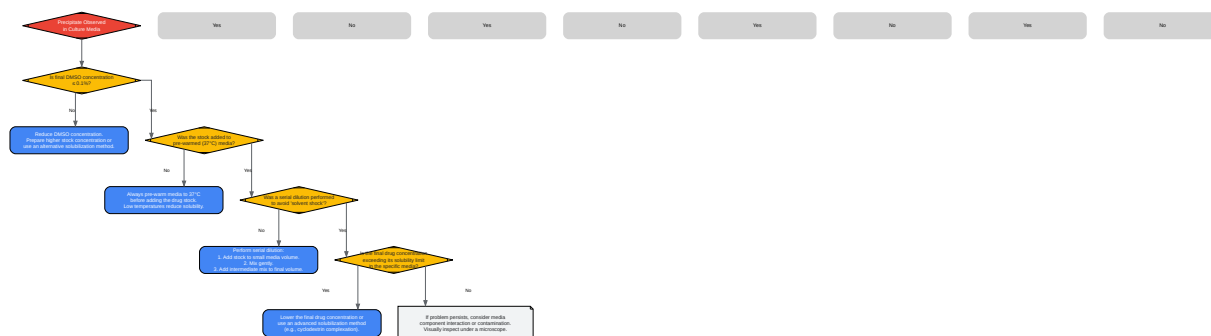 Precipitate Observed
in Culture Media
Yes
No
Yes
No
Yes
No
Yes
No
Is final DMSO concentration
≤ 0.1%?
No
Yes
Reduce DMSO concentration.
Prepare higher stock concentration or
use an alternative solubilization method.
Was the stock added to
pre-warmed (37°C) media?
No
Yes
Always pre-warm media to 37°C
before adding the drug stock.
Low temperatures reduce solubility.
Was a serial dilution performed
to avoid 'solvent shock'?
No
Yes
Perform serial dilution:
1. Add stock to small media volume.
2. Mix gently.
3. Add intermediate mix to final volume.
Is the final drug concentration
exceeding its solubility limit
in the specific media?
Yes
No
Lower the final drug concentration or
use an advanced solubilization method
(e.g., cyclodextrin complexation).
If problem persists, consider media
component interaction or contamination.
Visually inspect under a microscope.